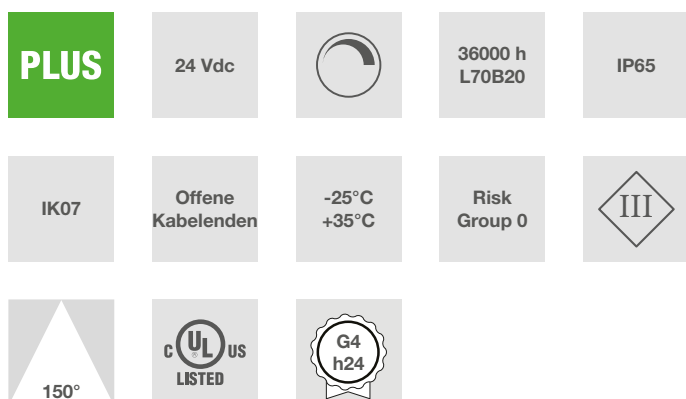 PLUS
24 Vdc
36000 h
L70B20
IP65
IK07
Offene
Kabelenden
-25°C
+35°C
Risk
Group 0
III
150°
C UL ® US
LISTED
G4
h24